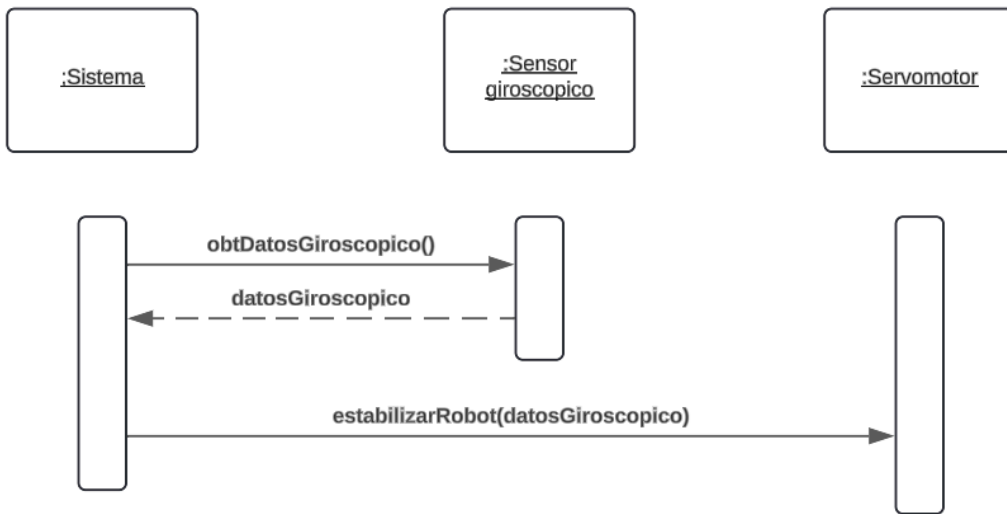 :Sistema
:Sensor
giroscopico
:Servomotor
obtDatosGiroscopico()
datosGiroscopico
estabilizarRobot(datosGiroscopico)